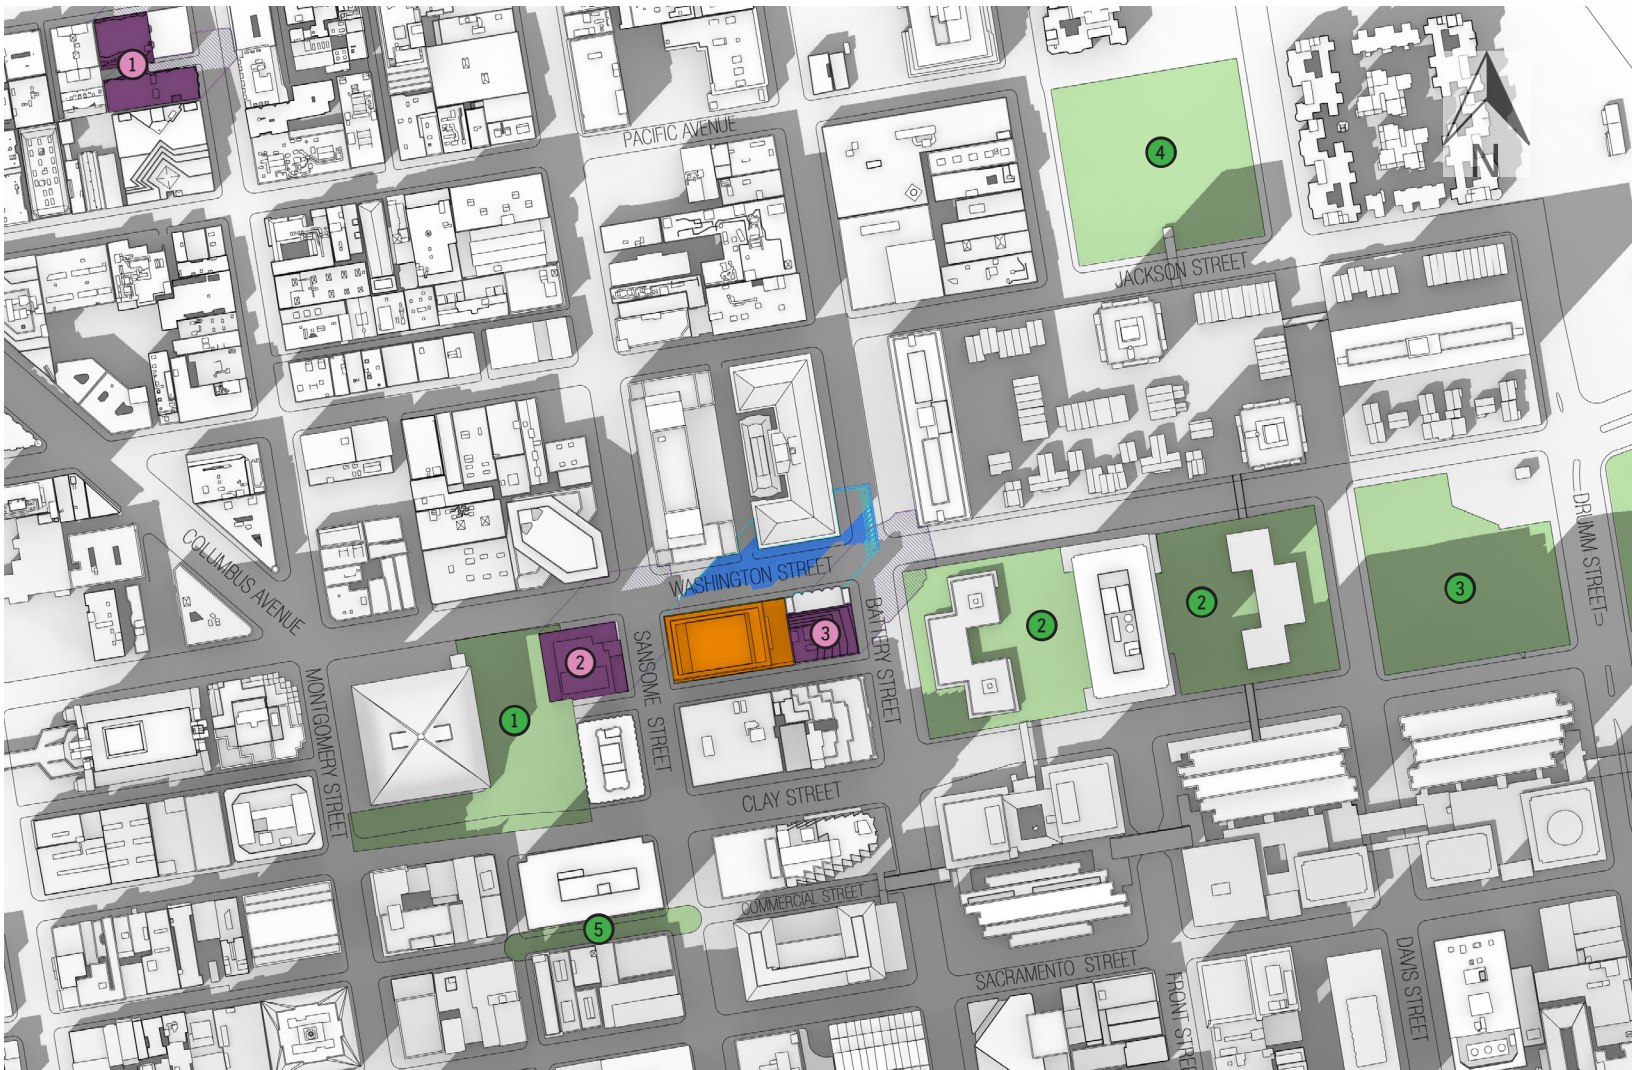 1
PACIFIC AVENUE
4
N
JACKSON STREET
COLUMBUS AVENUE
WASHINGTON STREET
DRUMM STREET
2
3
2
3
2
BATTERY STREET
SANSOME STREET
MONTGOMERY STREET
1
CLAY STREET
COMMERCIAL STREET
5
SACRAMENTO STREET
FRONT STREET
DAVIS STREET